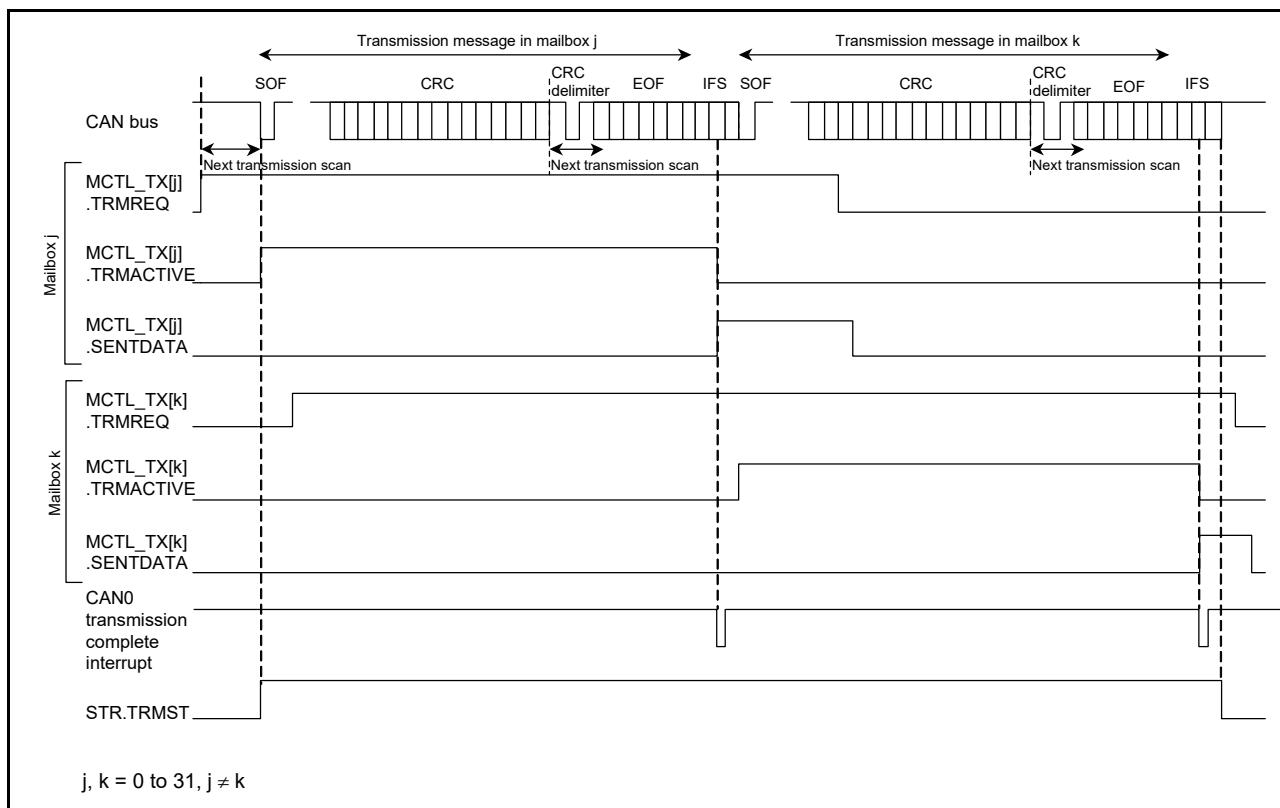 Transmission message in mailbox j
Transmission message in mailbox k
SOF
CRC
CRC
delimiter
EOF
IFS
SOF
CRC
CRC
delimiter
EOF
IFS
CAN bus
Next transmission scan
Next transmission scan
Next transmission scan
Mailbox j
MCTL_TX[j]
.TRMREQ
MCTL_TX[j]
.TRMACTIVE
MCTL_TX[j]
.SENTDATA
Mailbox k
MCTL_TX[k]
.TRMREQ
MCTL_TX[k]
.TRMACTIVE
MCTL_TX[k]
.SENTDATA
CAN0
transmission
complete
interrupt
STR.TRMST
j, k = 0 to 31, j ≠ k